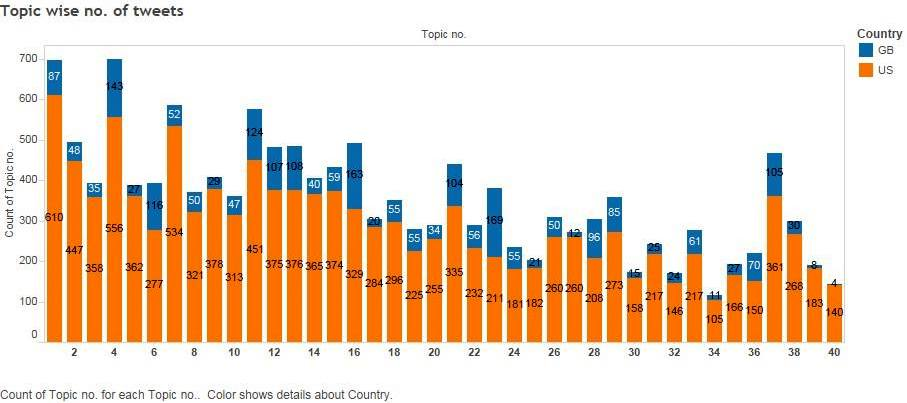 Topic wise no. of tweets
Topic no.
Country
GB
US
Count of Topic no.
700
600
500
400
300
200
100
0
87 48 35 143 27 116 52 50 29 47 124 107 108 40 59 163 20 55 55 34 104 56 169 55 21 50 12 96 85 15 25 24 61 11 27 70 105 30 8 4
610 447 358 556 362 277 534 321 378 313 451 375 376 365 374 329 284 296 225 255 335 232 211 181 182 260 260 208 273 158 217 146 217 105 166 150 361 268 183 140
2 4 6 8 10 12 14 16 18 20 22 24 26 28 30 32 34 36 38 40
Count of Topic no. for each Topic no.. Color shows details about Country.